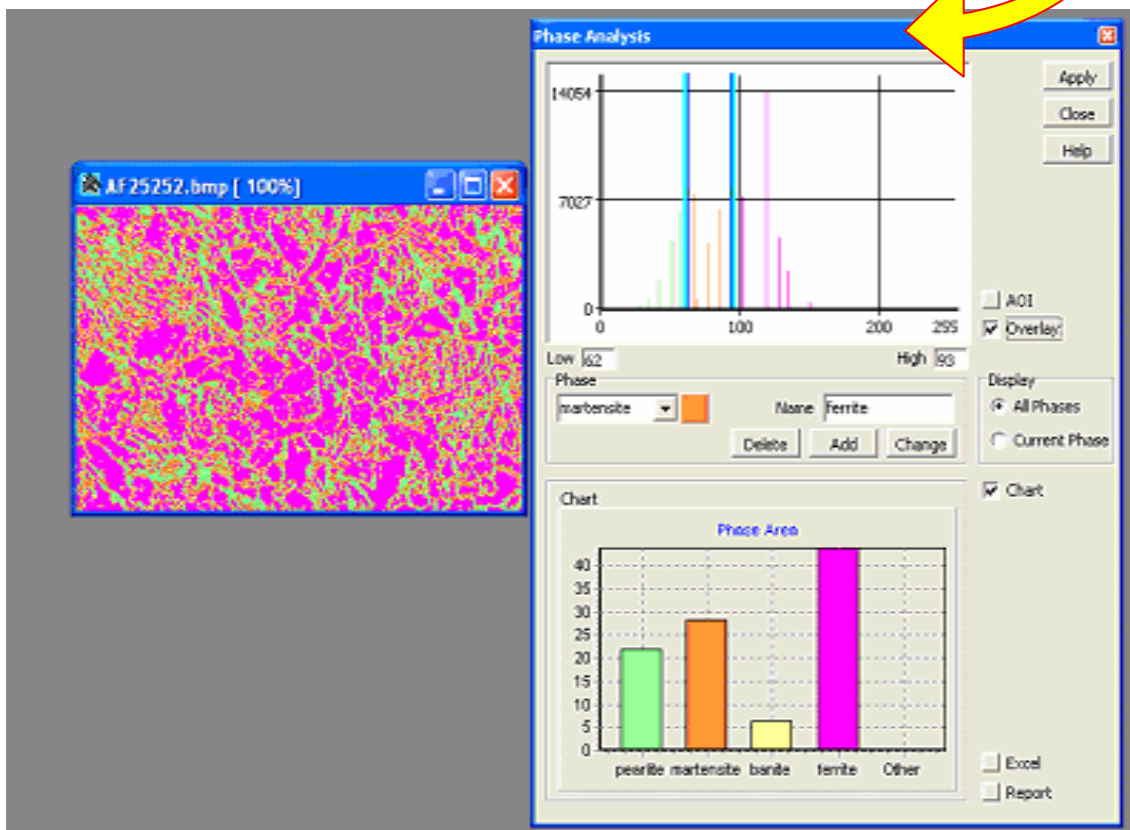 Phase Analysis
14054
Apply
Close
Help
AF25252.bmp [ 100%]
7027
0
0 100 200 255
AOI
Overlay
Low 62 High 93
Phase
martensite Name ferrite
Delete Add Change
Display
All Phases
Current Phase
Chart
Chart
Phase Area
40
35
30
25
20
15
10
5
0
pearlite martensite banite ferrite Other
Excel
Report